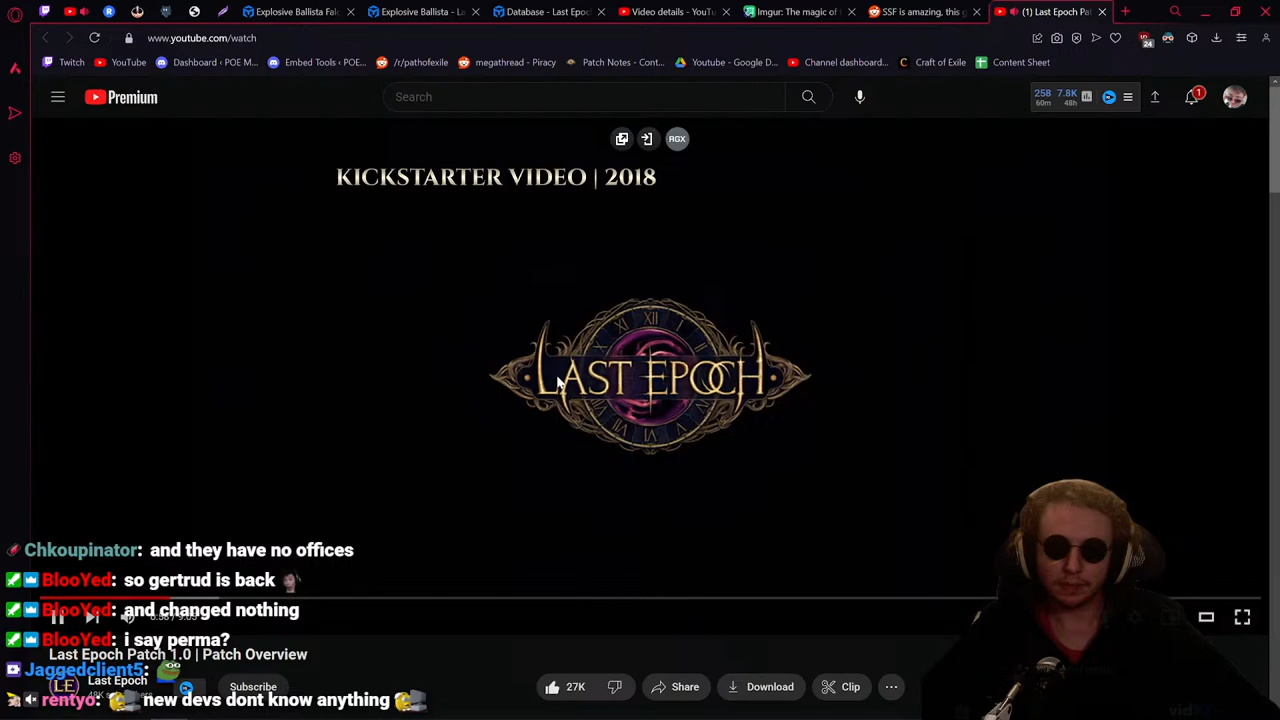 Explosive Ballista Falc
Explosive Ballista - La
Database - Last Epoc
Video details - YouTu
Imgur: The magic of
SSF is amazing, this g
(1) Last Epoch Pat
www.youtube.com/watch
24
Twitch
YouTube
Dashboard ‹ POE M...
Embed Tools ‹ POE...
/r/pathofexile
megathread - Piracy
Patch Notes - Cont...
Youtube - Google D...
Channel dashboard...
Craft of Exile
Content Sheet
Premium
Search
258 7.8K
60m 48h
1
RGX
KICKSTARTER VIDEO | 2018
LAST EPOCH
Chkoupinator: and they have no offices
BlooYed: so gertrud is back
BlooYed: and changed nothing
BlooYed: i say perma?
Last Epoch Patch 1.0 | Patch Overview
Jaggedclient5:
LE
Last Epoch
Subscribe
27K
Share
Download
Clip
rentyo: new devs dont know anything